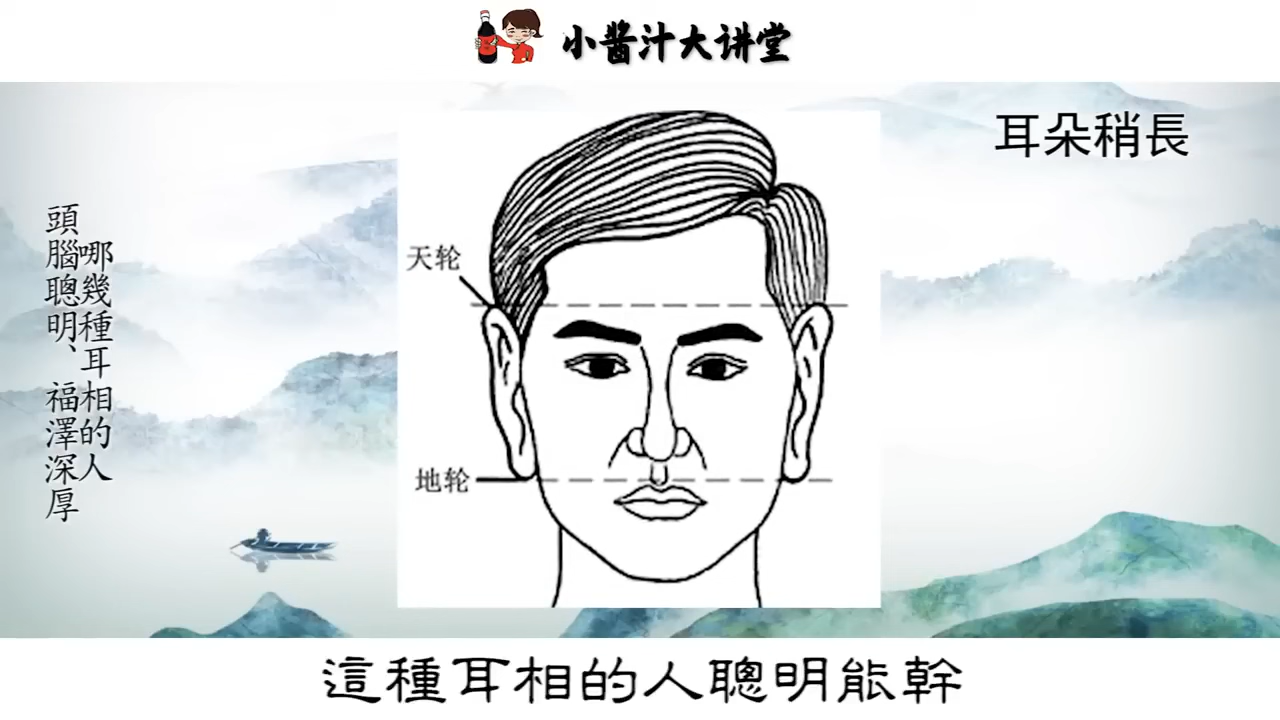 小酱汁大讲堂
耳朵稍長
哪幾種耳相的人
頭腦聰明、福澤深厚
天轮
地轮
這種耳相的人聰明能幹